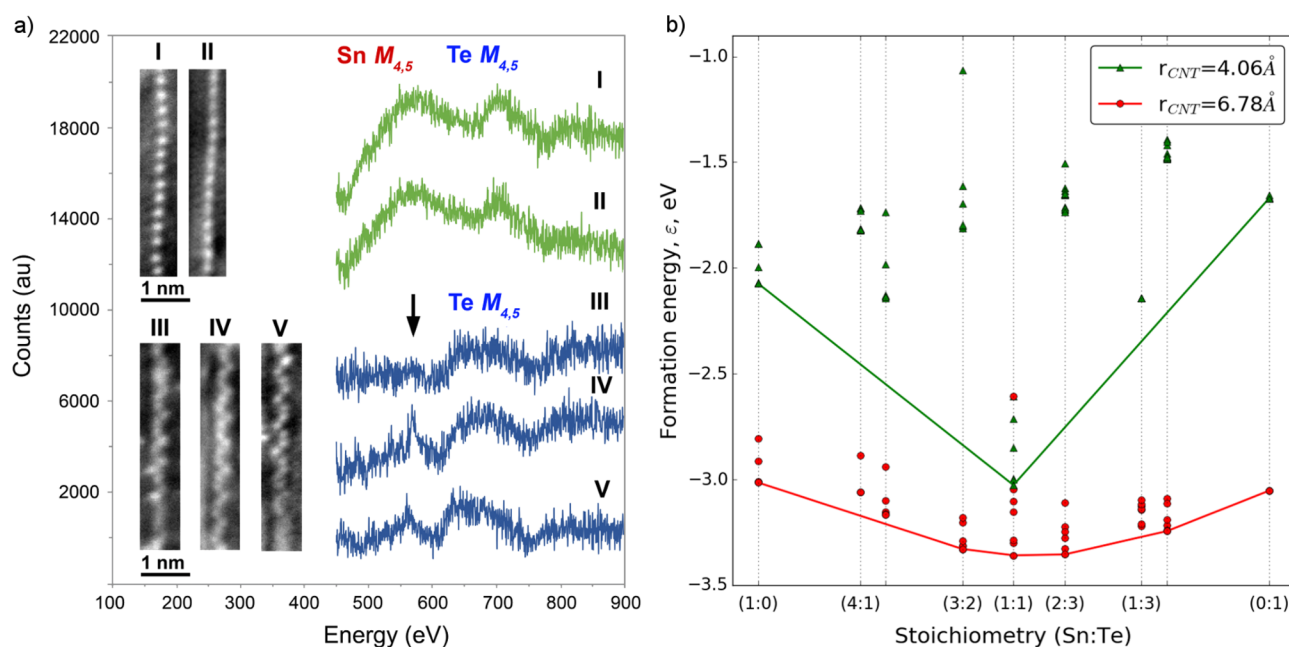 a)
22000
18000
14000
10000
6000
2000
Counts (au)
I II
1 nm
III IV V
1 nm
Sn M4,5 Te M4,5
I
II
Te M4,5
III
IV
V
100 200 300 400 500 600 700 800 900
Energy (eV)
b)
−1.0
−1.5
−2.0
−2.5
−3.0
−3.5
Formation energy, ε, eV
rCNT=4.06Å
rCNT=6.78Å
(1:0) (4:1) (3:2) (1:1) (2:3) (1:3) (0:1)
Stoichiometry (Sn:Te)